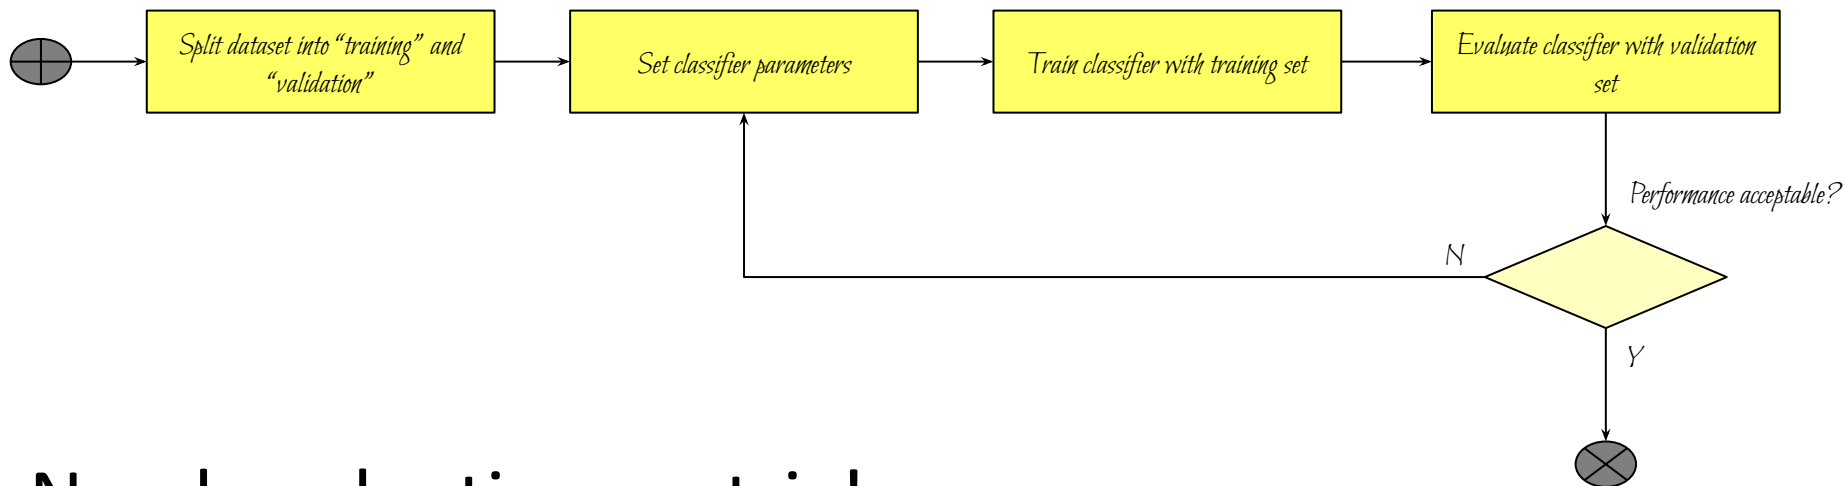 Split dataset into “training” and
“validation”
Set classifier parameters
Train classifier with training set
Evaluate classifier with validation
set
Performance acceptable?
N
Y